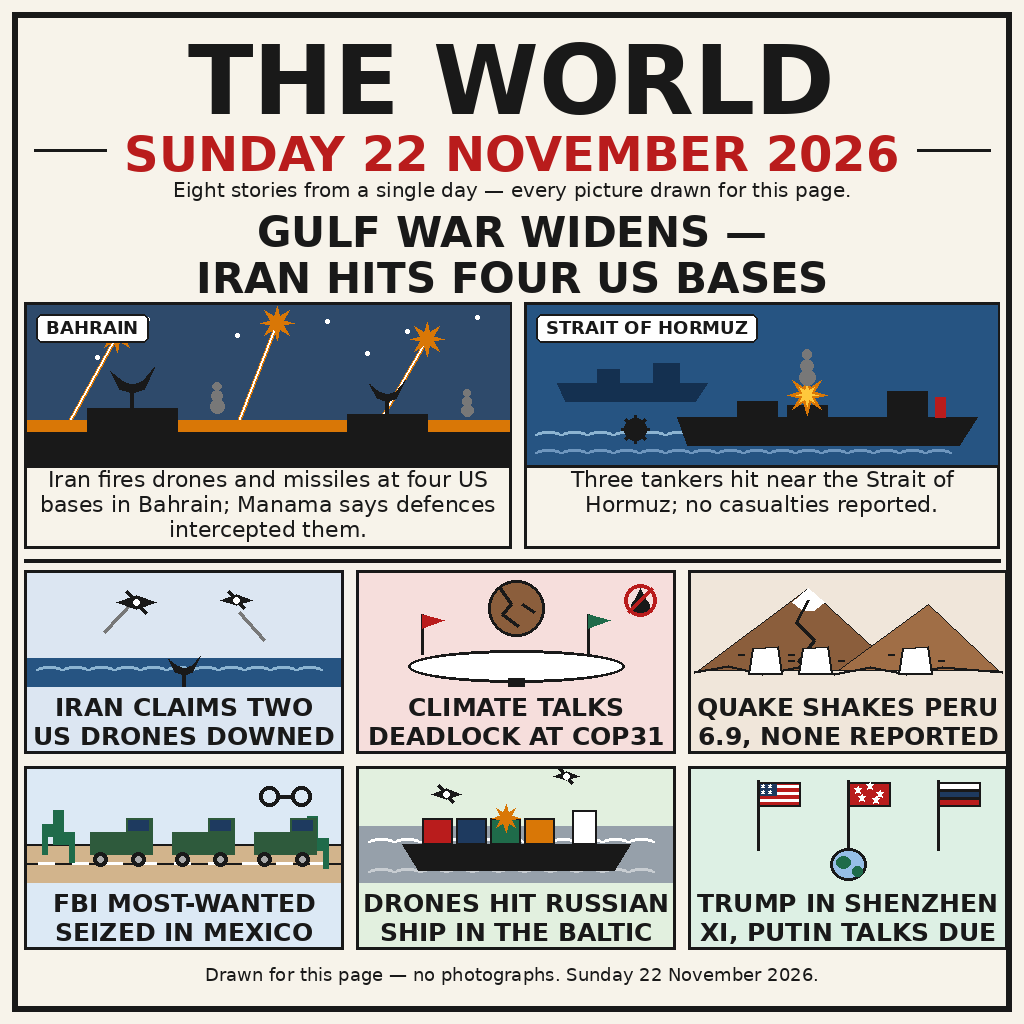 THE WORLD
SUNDAY 22 NOVEMBER 2026
Eight stories from a single day — every picture drawn for this page.
GULF WAR WIDENS —
IRAN HITS FOUR US BASES
BAHRAIN
STRAIT OF HORMUZ
Iran fires drones and missiles at four US
bases in Bahrain; Manama says defences
intercepted them.
Three tankers hit near the Strait of
Hormuz; no casualties reported.
IRAN CLAIMS TWO
US DRONES DOWNED
CLIMATE TALKS
DEADLOCK AT COP31
QUAKE SHAKES PERU
6.9, NONE REPORTED
FBI MOST-WANTED
SEIZED IN MEXICO
DRONES HIT RUSSIAN
SHIP IN THE BALTIC
TRUMP IN SHENZHEN
XI, PUTIN TALKS DUE
Drawn for this page — no photographs. Sunday 22 November 2026.